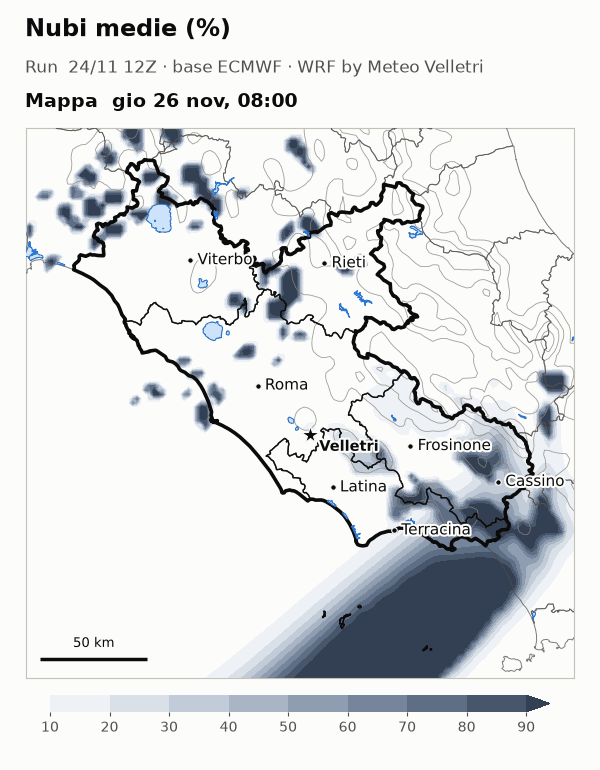 Nubi medie (%)
Run  24/11 12Z · base ECMWF · WRF by Meteo Velletri
Mappa  gio 26 nov, 08:00
Viterbo
Rieti
Roma
Velletri
Frosinone
Cassino
Latina
Terracina
50 km
10 20 30 40 50 60 70 80 90